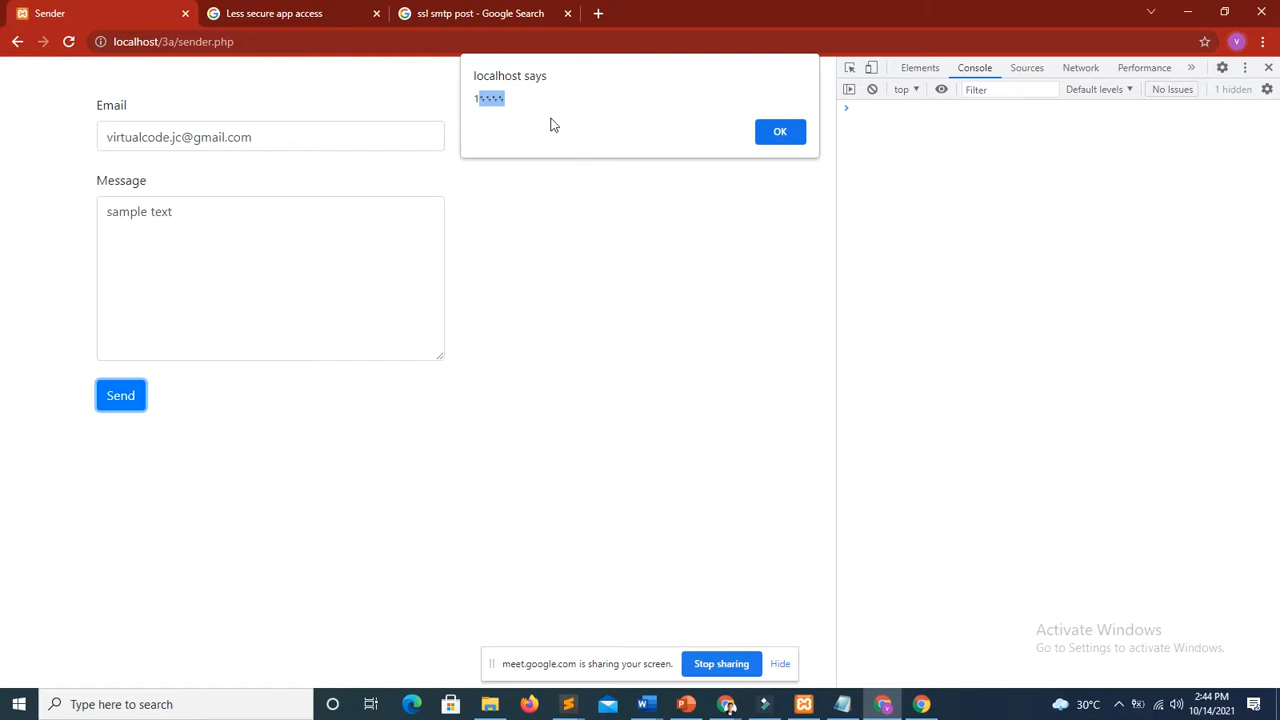 Sender
Less secure app access
ssl smtp post - Google Search
localhost/3a/sender.php
V
localhost says
OK
Email
virtualcode.jc@gmail.com
Message
sample text
Send
Elements
Console
Sources
Network
Performance
»
top
Filter
Default levels
No Issues
1 hidden
Activate Windows
Go to Settings to activate Windows.
meet.google.com is sharing your screen.
Stop sharing
Hide
Type here to search
30°C
2:44 PM
10/14/2021